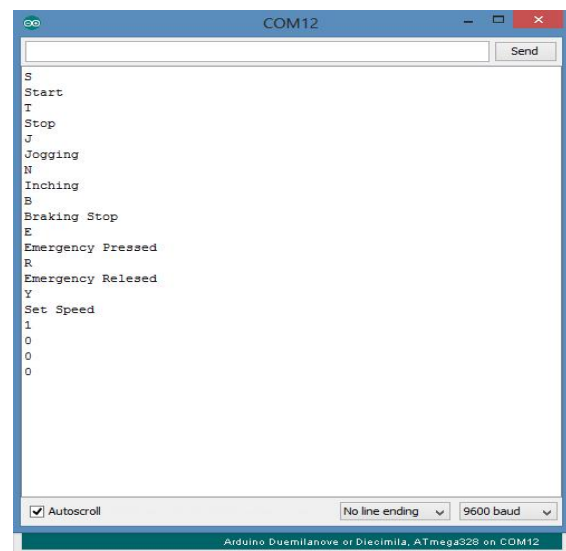 COM12
Send
S
Start
T
Stop
J
Jogging
N
Inching
B
Braking Stop
E
Emergency Pressed
R
Emergency Relesed
Y
Set Speed
1
0
0
0
Autoscroll
No line ending
9600 baud
Arduino Duemilanove or Diecimila, ATmega328 on COM12